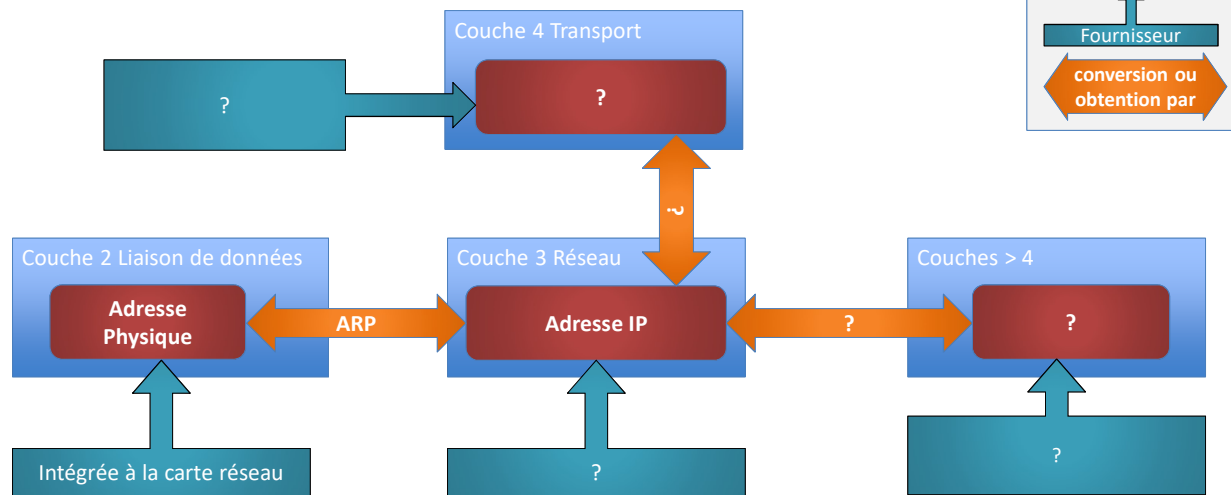 Couche 4 Transport
?
?
Fournisseur
conversion ou
obtention par
?
Couche 2 Liaison de données
Adresse
Physique
ARP
Couche 3 Réseau
Adresse IP
?
Couches > 4
?
Intégrée à la carte réseau
?
?